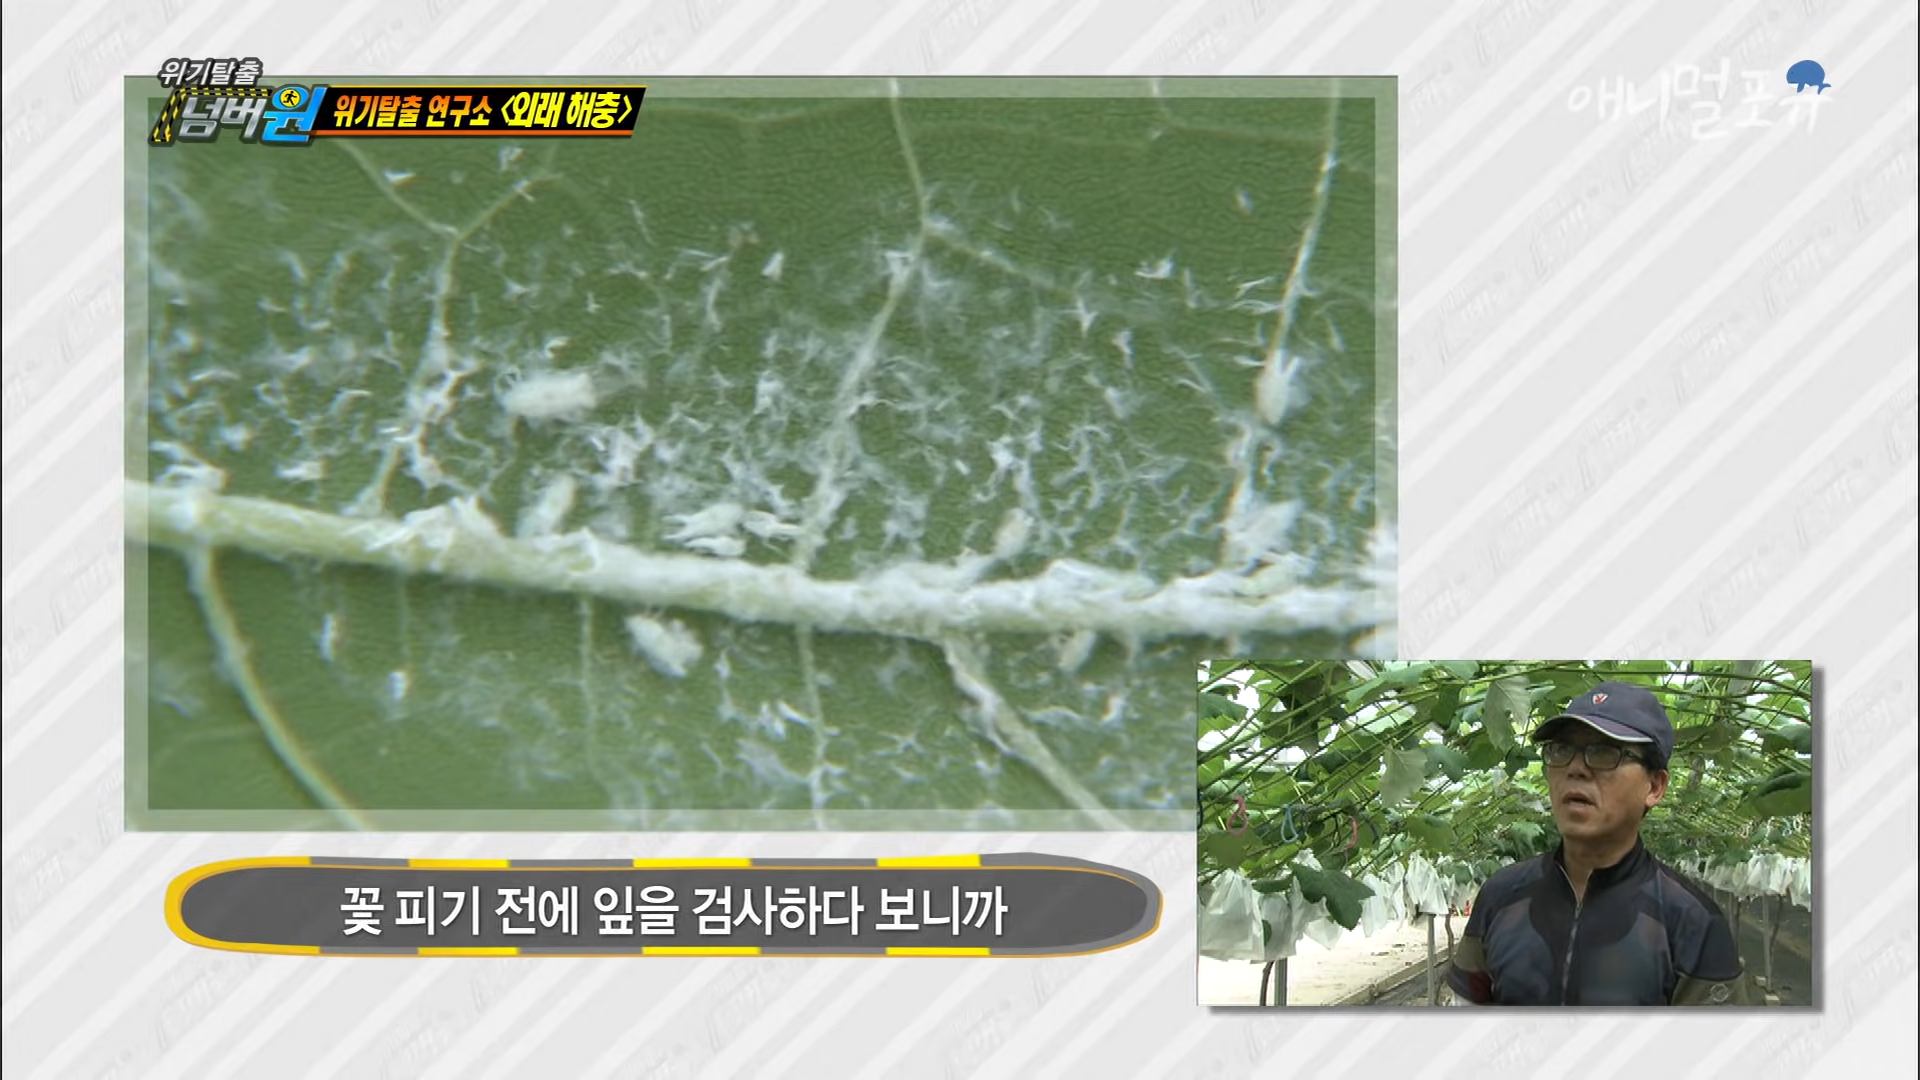 위기탈출
넘버원
위기탈출 연구소 <외래 해충>
애니멀포유
꽃 피기 전에 잎을 검사하다 보니까